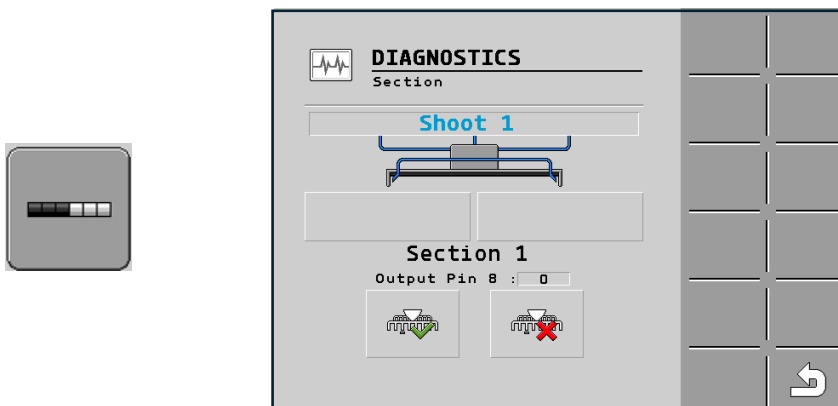 DIAGNOSTICS
Section
Shoot 1
Section 1
Output Pin 8 : 0